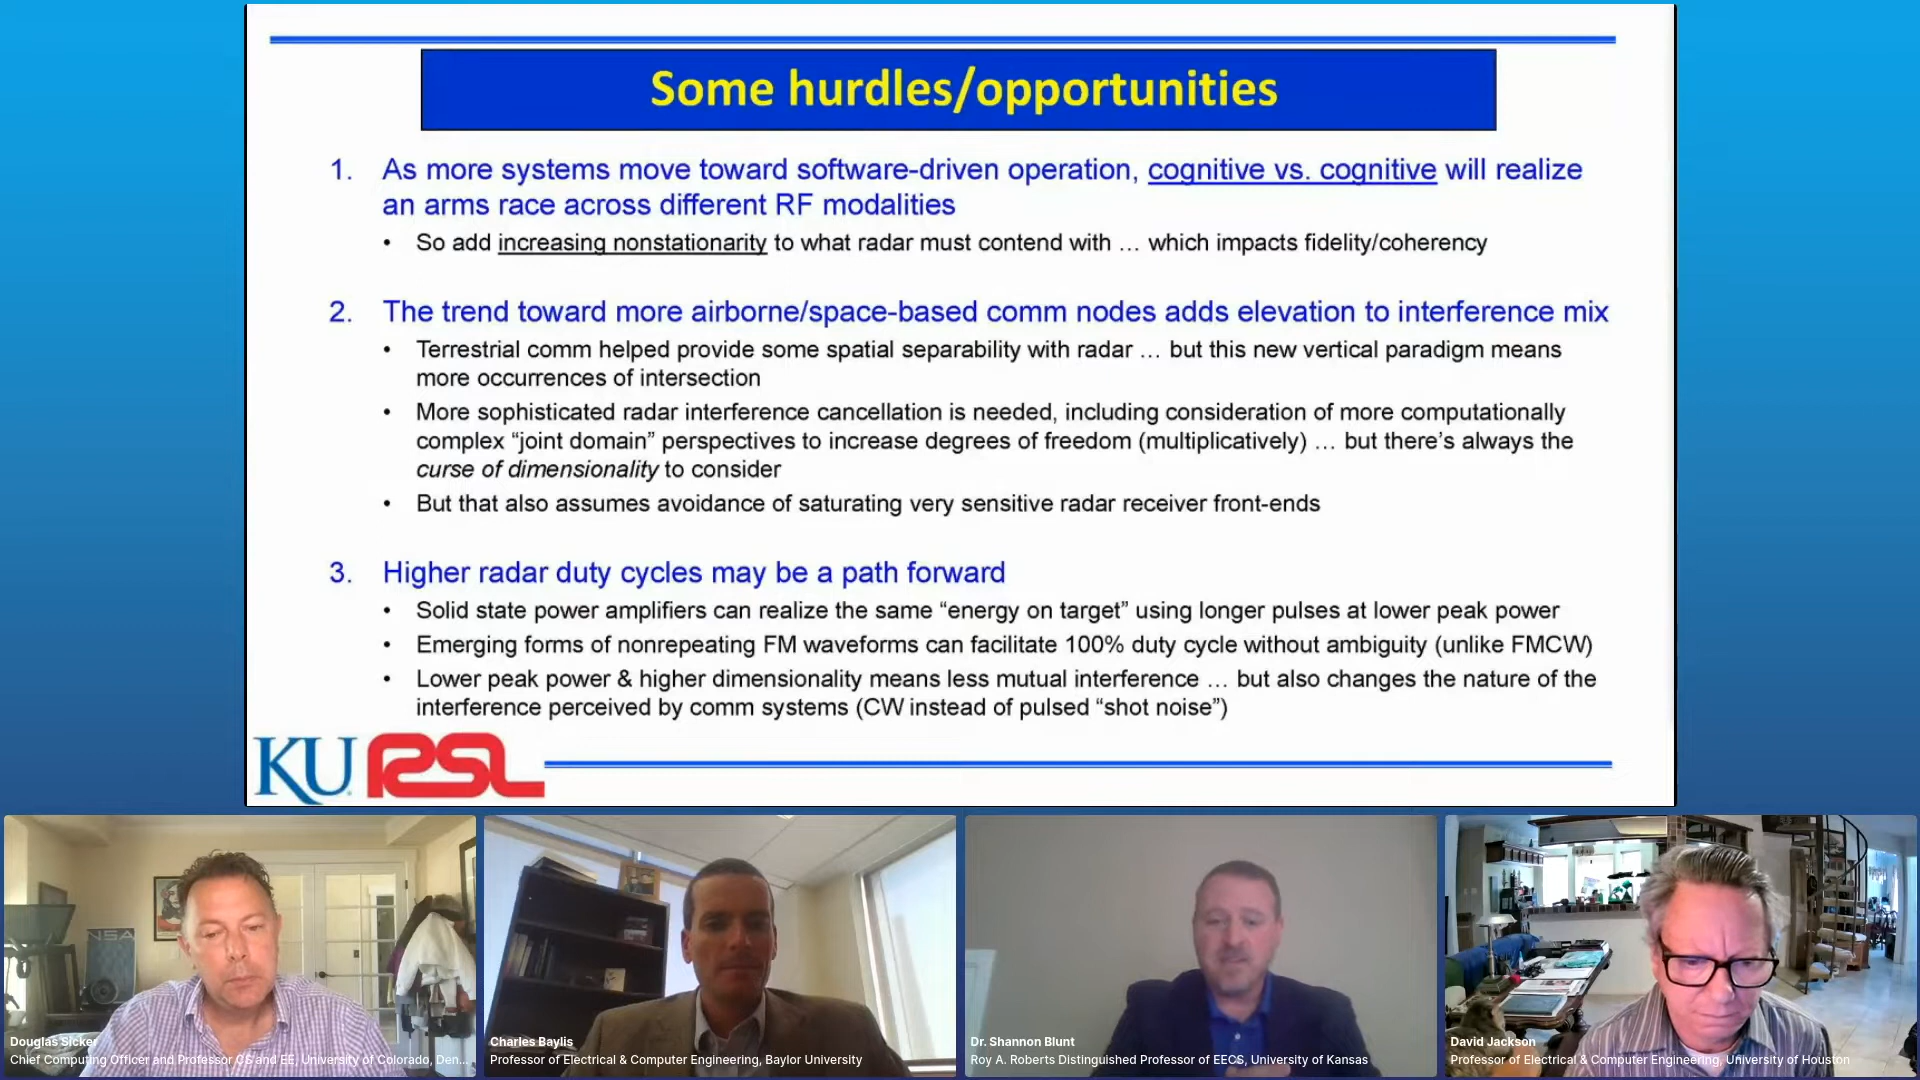 Some hurdles/opportunities
1. As more systems move toward software-driven operation, cognitive vs. cognitive will realize
an arms race across different RF modalities
• So add increasing nonstationarity to what radar must contend with … which impacts fidelity/coherency
2. The trend toward more airborne/space-based comm nodes adds elevation to interference mix
• Terrestrial comm helped provide some spatial separability with radar … but this new vertical paradigm means
more occurrences of intersection
• More sophisticated radar interference cancellation is needed, including consideration of more computationally
complex “joint domain” perspectives to increase degrees of freedom (multiplicatively) … but there’s always the
curse of dimensionality to consider
• But that also assumes avoidance of saturating very sensitive radar receiver front-ends
3. Higher radar duty cycles may be a path forward
• Solid state power amplifiers can realize the same “energy on target” using longer pulses at lower peak power
• Emerging forms of nonrepeating FM waveforms can facilitate 100% duty cycle without ambiguity (unlike FMCW)
• Lower peak power & higher dimensionality means less mutual interference … but also changes the nature of the
interference perceived by comm systems (CW instead of pulsed “shot noise”)
KU RSL
NSA
Douglas Sicker
Chief Computing Officer and Professor CS and EE, University of Colorado, Den...
Charles Baylis
Professor of Electrical & Computer Engineering, Baylor University
Dr. Shannon Blunt
Roy A. Roberts Distinguished Professor of EECS, University of Kansas
David Jackson
Professor of Electrical & Computer Engineering, University of Houston